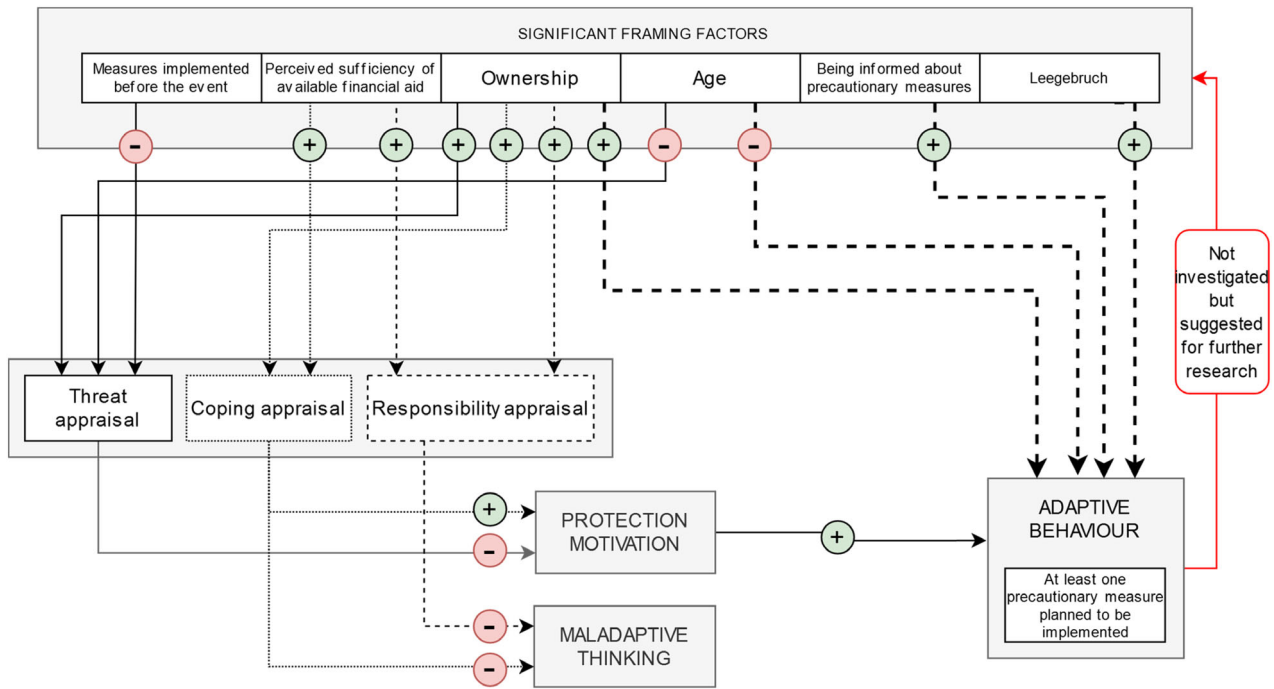 SIGNIFICANT FRAMING FACTORS
Measures implemented
before the event
Perceived sufficiency of
available financial aid
Ownership
Age
Being informed about
precautionary measures
Leegebruch
-
+
+
+
+
+
+
-
-
+
+
Not
investigated
but
suggested
for further
research
Threat
appraisal
Coping appraisal
Responsibility appraisal
+
-
PROTECTION
MOTIVATION
+
ADAPTIVE
BEHAVIOUR
At least one
precautionary measure
planned to be
implemented
-
-
MALADAPTIVE
THINKING